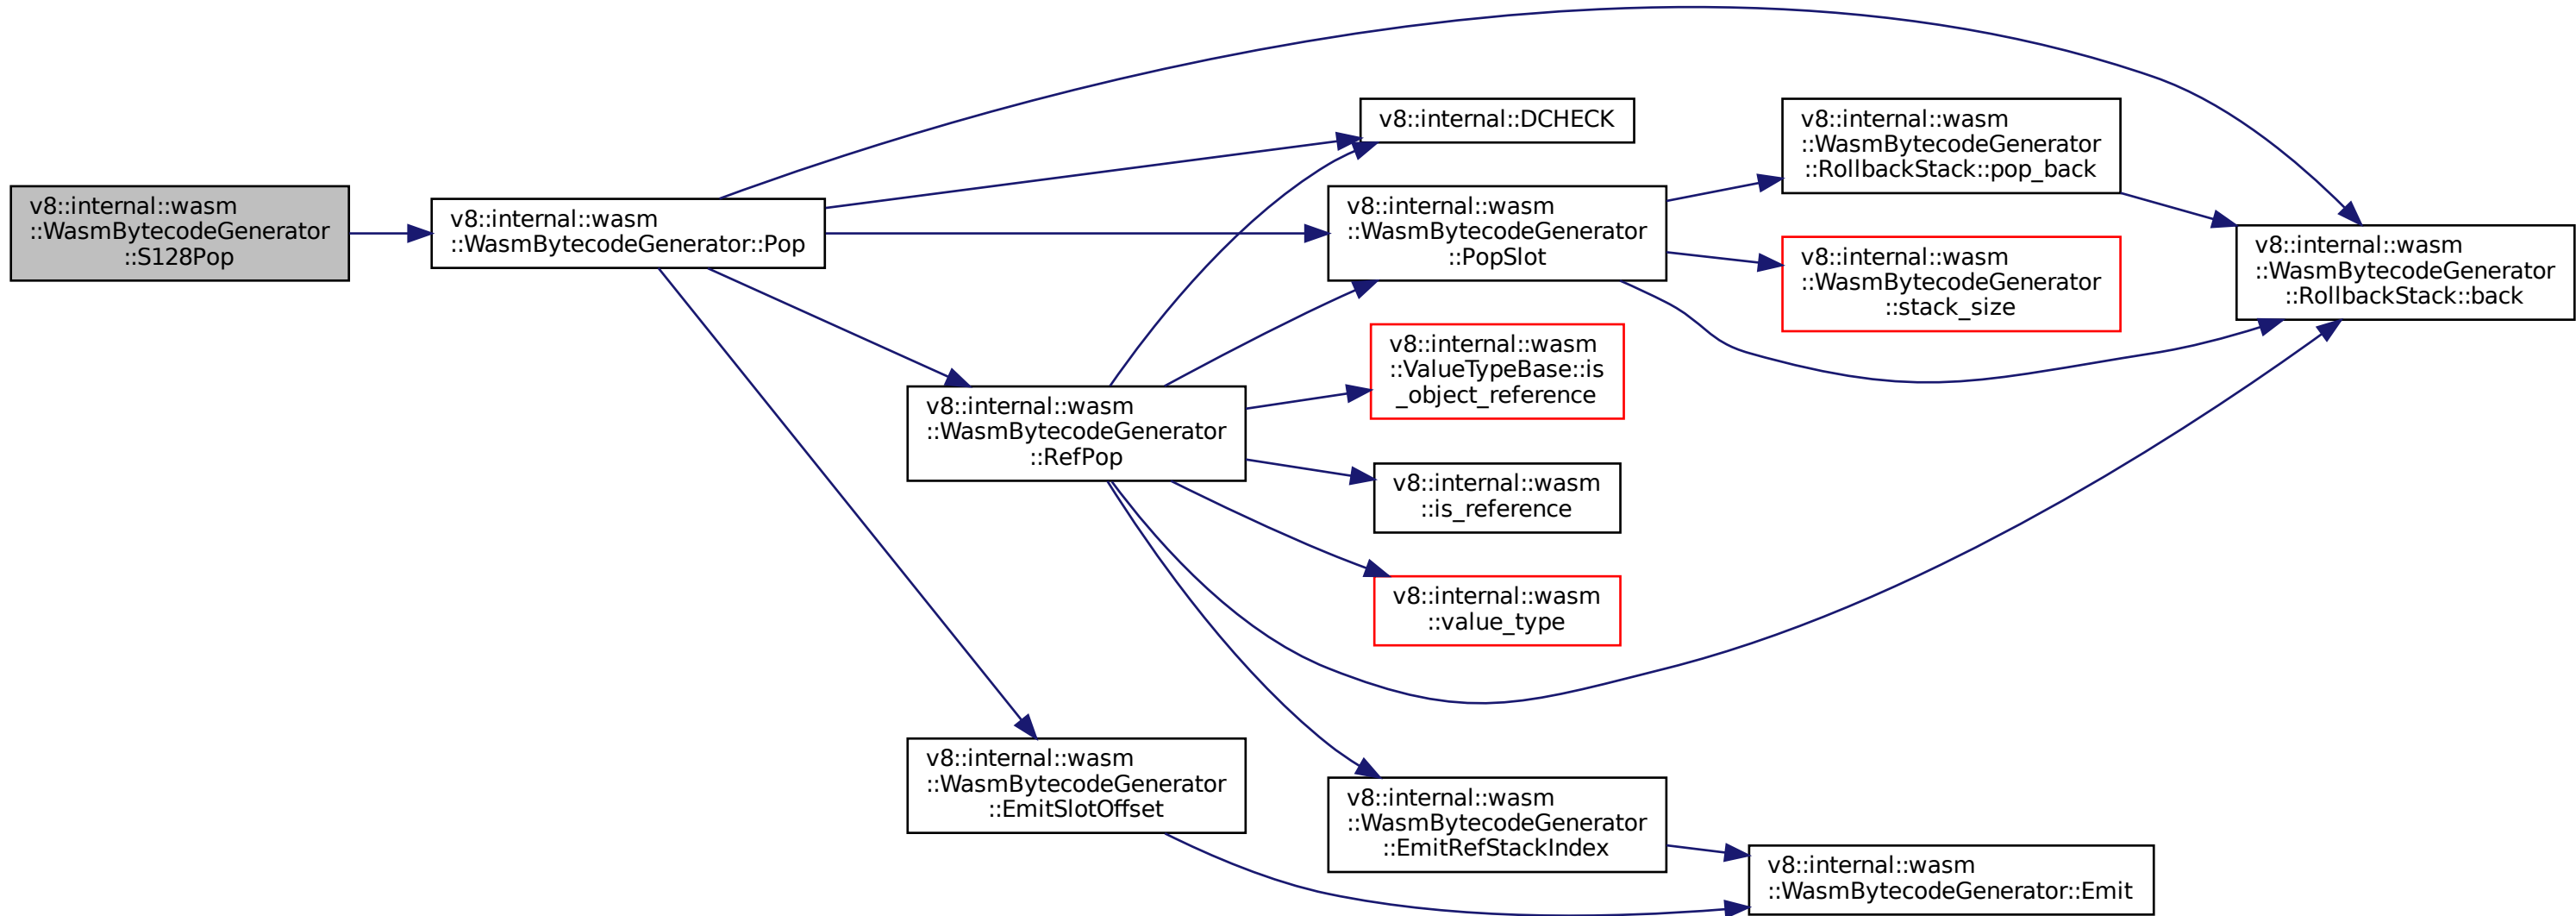 v8::internal::wasm
::WasmBytecodeGenerator
::S128Pop
v8::internal::wasm
::WasmBytecodeGenerator::Pop
v8::internal::DCHECK
v8::internal::wasm
::WasmBytecodeGenerator
::PopSlot
v8::internal::wasm
::WasmBytecodeGenerator
::RollbackStack::pop_back
v8::internal::wasm
::WasmBytecodeGenerator
::stack_size
v8::internal::wasm
::WasmBytecodeGenerator
::RollbackStack::back
v8::internal::wasm
::ValueTypeBase::is
_object_reference
v8::internal::wasm
::WasmBytecodeGenerator
::RefPop
v8::internal::wasm
::is_reference
v8::internal::wasm
::value_type
v8::internal::wasm
::WasmBytecodeGenerator
::EmitSlotOffset
v8::internal::wasm
::WasmBytecodeGenerator
::EmitRefStackIndex
v8::internal::wasm
::WasmBytecodeGenerator::Emit